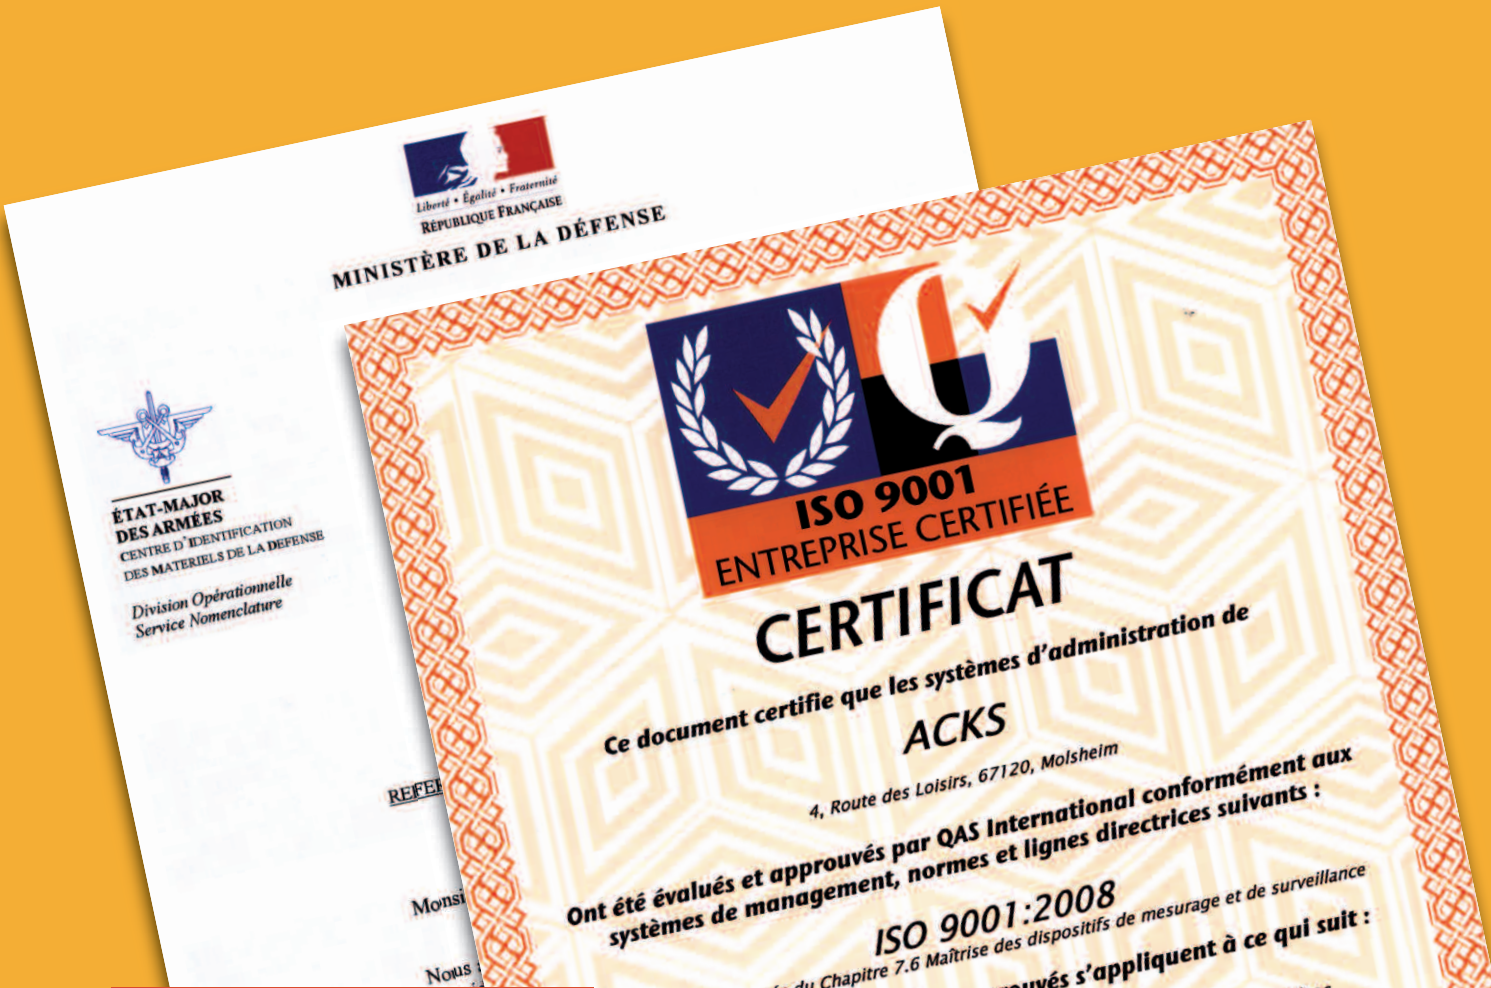 Liberté • Égalité • Fraternité
RÉPUBLIQUE FRANÇAISE
MINISTÈRE DE LA DÉFENSE
ÉTAT-MAJOR
DES ARMÉES
CENTRE D'IDENTIFICATION
DES MATERIELS DE LA DEFENSE
Division Opérationnelle
Service Nomenclature
Nous
ISO 9001
ENTREPRISE CERTIFIÉE
CERTIFICAT
Ce document certifie que les systèmes d'administration de
ACKS
4, Route des Loisirs, 67120, Molsheim
Ont été évalués et approuvés par QAS International conformément aux
systèmes de management, normes et lignes directrices suivants :
ISO 9001:2008
du Chapitre 7.6 Maîtrise des dispositifs de mesurage et de surveillance
s'appliquent à ce qui suit :